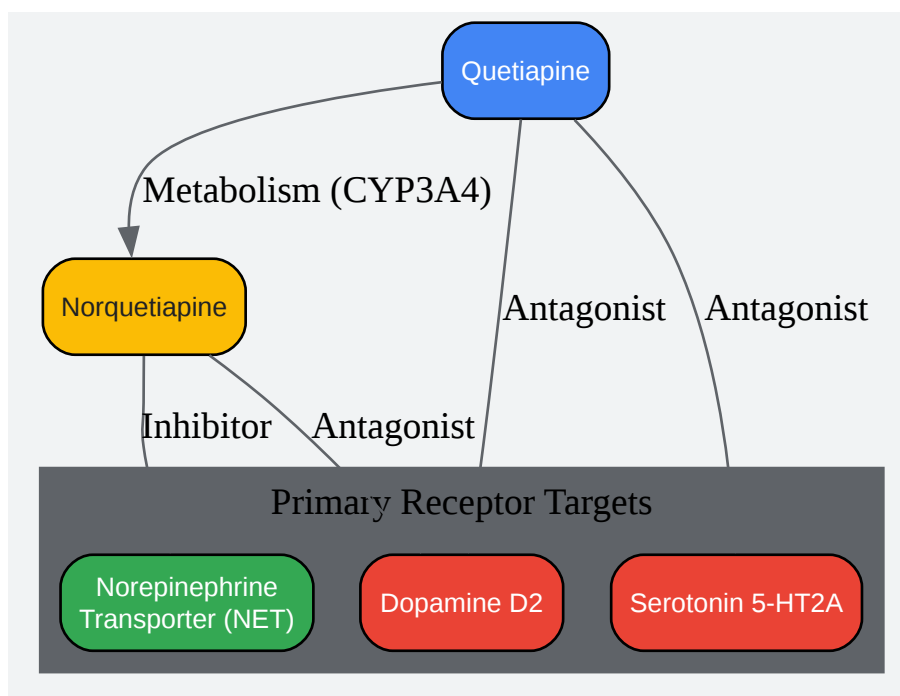 Quetiapine
Metabolism (CYP3A4)
Norquetiapine
Antagonist
Antagonist
Inhibitor
Antagonist
Primary Receptor Targets
Norepinephrine
Transporter (NET)
Dopamine D2
Serotonin 5-HT2A